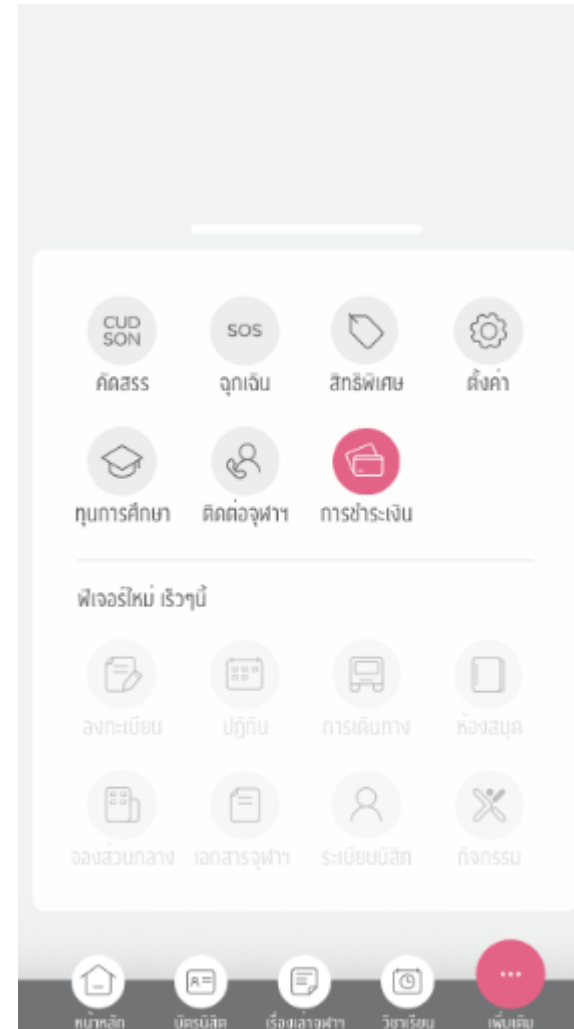 CUD
SON
SOS
คัดสรร ฉุกเฉิน สิทธิพิเศษ ตั้งค่า
ทุนการศึกษา ติดต่อจุฬาฯ การชำระเงิน
ฟีเจอร์ใหม่ เร็วๆนี้
ลงทะเบียน ปฏิทิน การเดินทาง ห้องสมุด
จองส่วนกลาง เอกสารจุฬาฯ ระเบียบนิสิต กิจกรรม
หน้าหลัก บัตรนิสิต เรื่องเล่าจุฬาฯ วิชาเรียน เพิ่มเติม